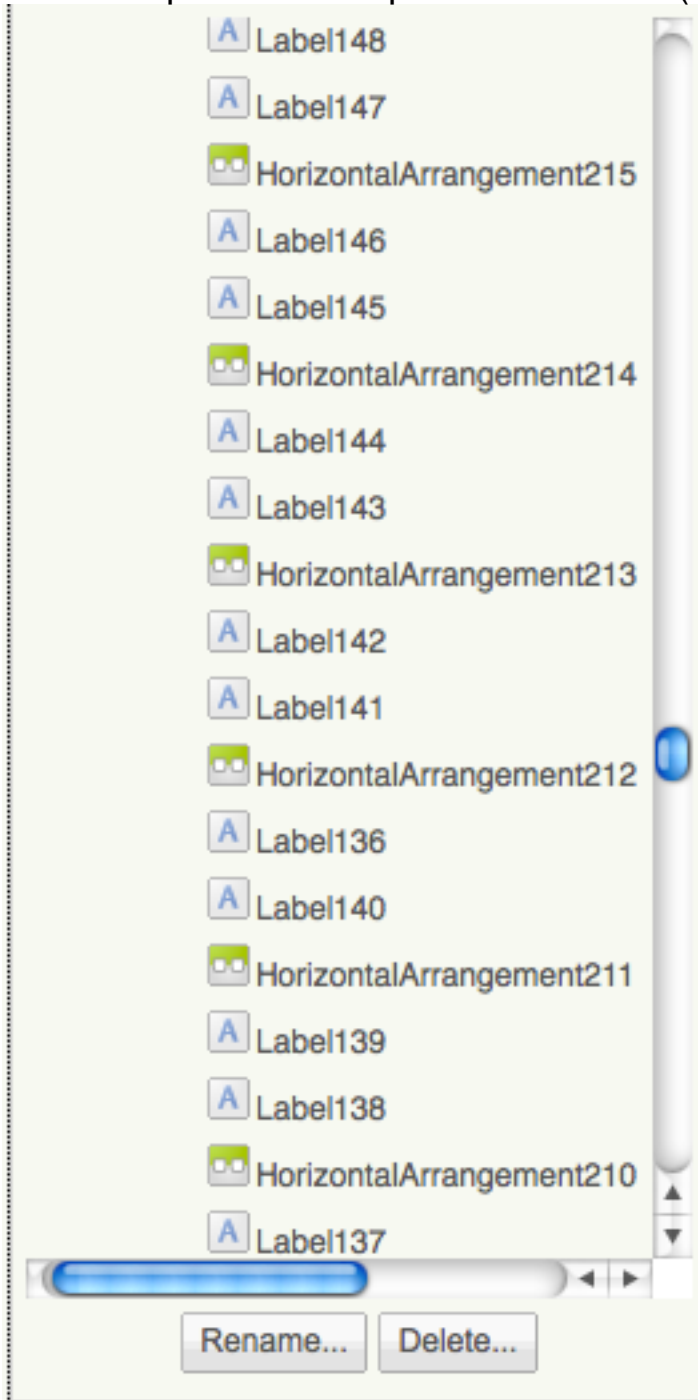 Label148
Label147
HorizontalArrangement215
Label146
Label145
HorizontalArrangement214
Label144
Label143
HorizontalArrangement213
Label142
Label141
HorizontalArrangement212
Label136
Label140
HorizontalArrangement211
Label139
Label138
HorizontalArrangement210
Label137
Rename... Delete...